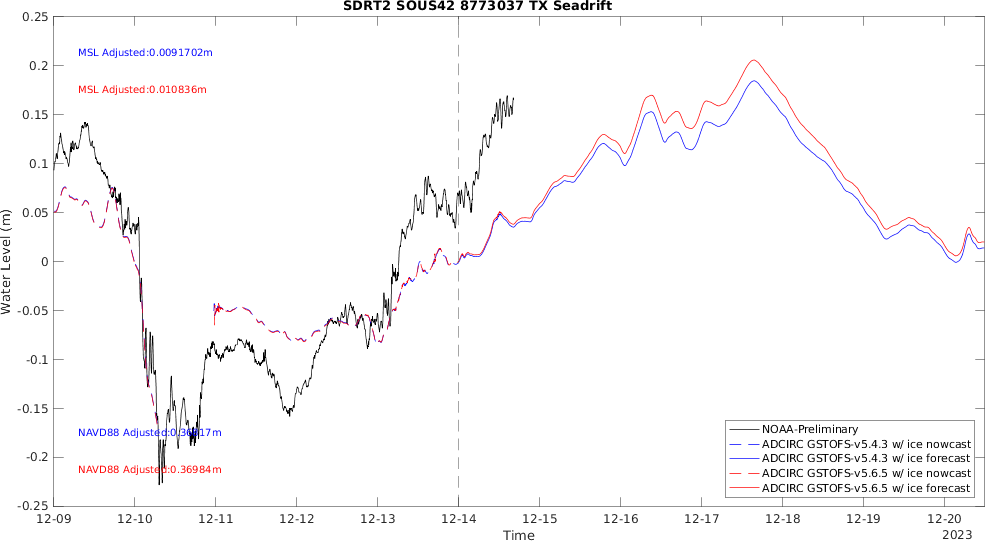 SDRT2 SOUS42 8773037 TX Seadrift
0.25
0.2
0.15
0.1
0.05
0
-0.05
-0.1
-0.15
-0.2
-0.25
Water Level (m)
MSL Adjusted:0.0091702m
MSL Adjusted:0.010836m
NAVD88 Adjusted:
NAVD88 Adjusted:0.36984m
NOAA-Preliminary
ADCIRC GSTOFS-v5.4.3 w/ ice nowcast
ADCIRC GSTOFS-v5.4.3 w/ ice forecast
ADCIRC GSTOFS-v5.6.5 w/ ice nowcast
ADCIRC GSTOFS-v5.6.5 w/ ice forecast
12-09 12-10 12-11 12-12 12-13 12-14 12-15 12-16 12-17 12-18 12-19 12-20
Time
2023